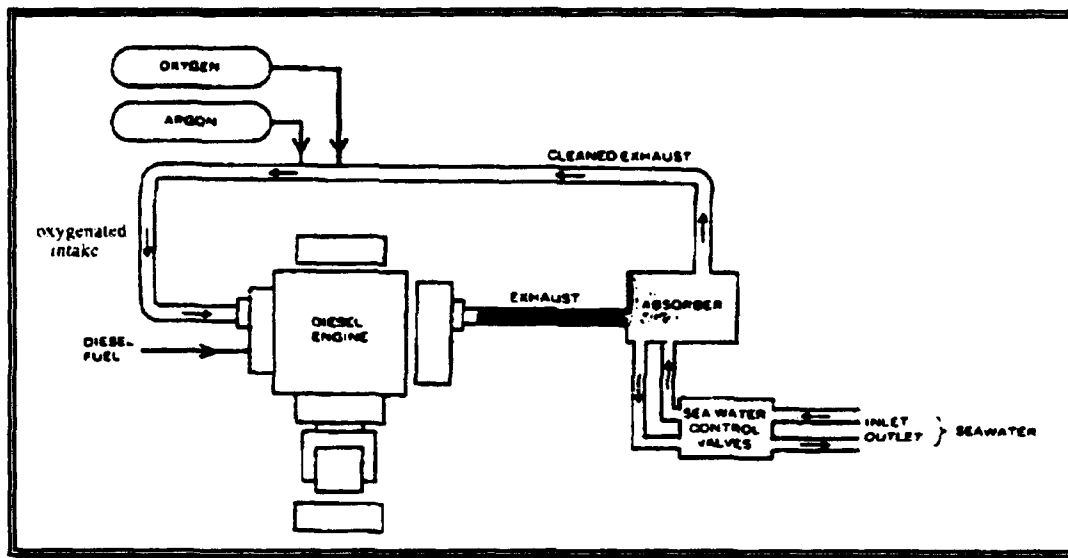 OXYGEN
ARGON
CLEANED EXHAUST
oxygenated
intake
EXHAUST
ABSORBER
DIESEL
ENGINE
DIESEL
FUEL
SEA WATER
CONTROL
VALVES
INLET
OUTLET
SEAWATER